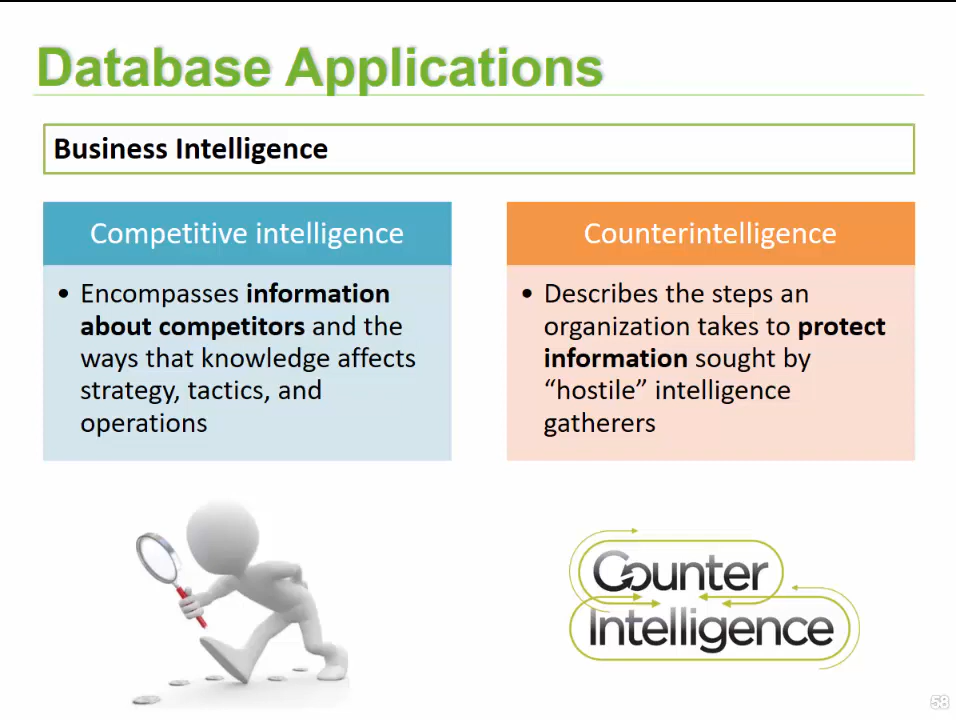 Database Applications
Business Intelligence
Competitive intelligence
• Encompasses information
about competitors and the
ways that knowledge affects
strategy, tactics, and
operations
Counterintelligence
• Describes the steps an
organization takes to protect
information sought by
“hostile” intelligence
gatherers
Counter
Intelligence
58